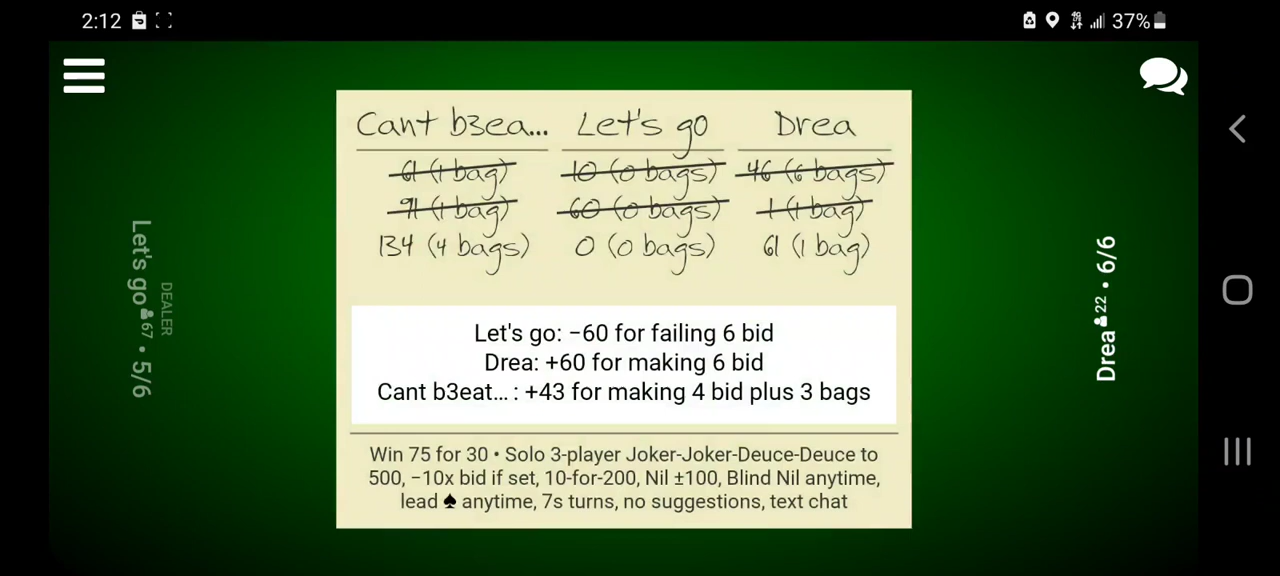 2:12 4G 37%
Cant b3ea... Let's go Drea
61 (1 bag) 10 (0 bags) 46 (6 bags)
91 (1 bag) 60 (0 bags) 1 (1 bag)
134 (4 bags) 0 (0 bags) 61 (1 bag)
Let's go: −60 for failing 6 bid
Drea: +60 for making 6 bid
Cant b3eat... : +43 for making 4 bid plus 3 bags
Win 75 for 30 • Solo 3-player Joker-Joker-Deuce-Deuce to
500, −10x bid if set, 10-for-200, Nil ±100, Blind Nil anytime,
lead ♠ anytime, 7s turns, no suggestions, text chat
DEALER
Let's go 67 • 5/6
Drea 22 • 6/6